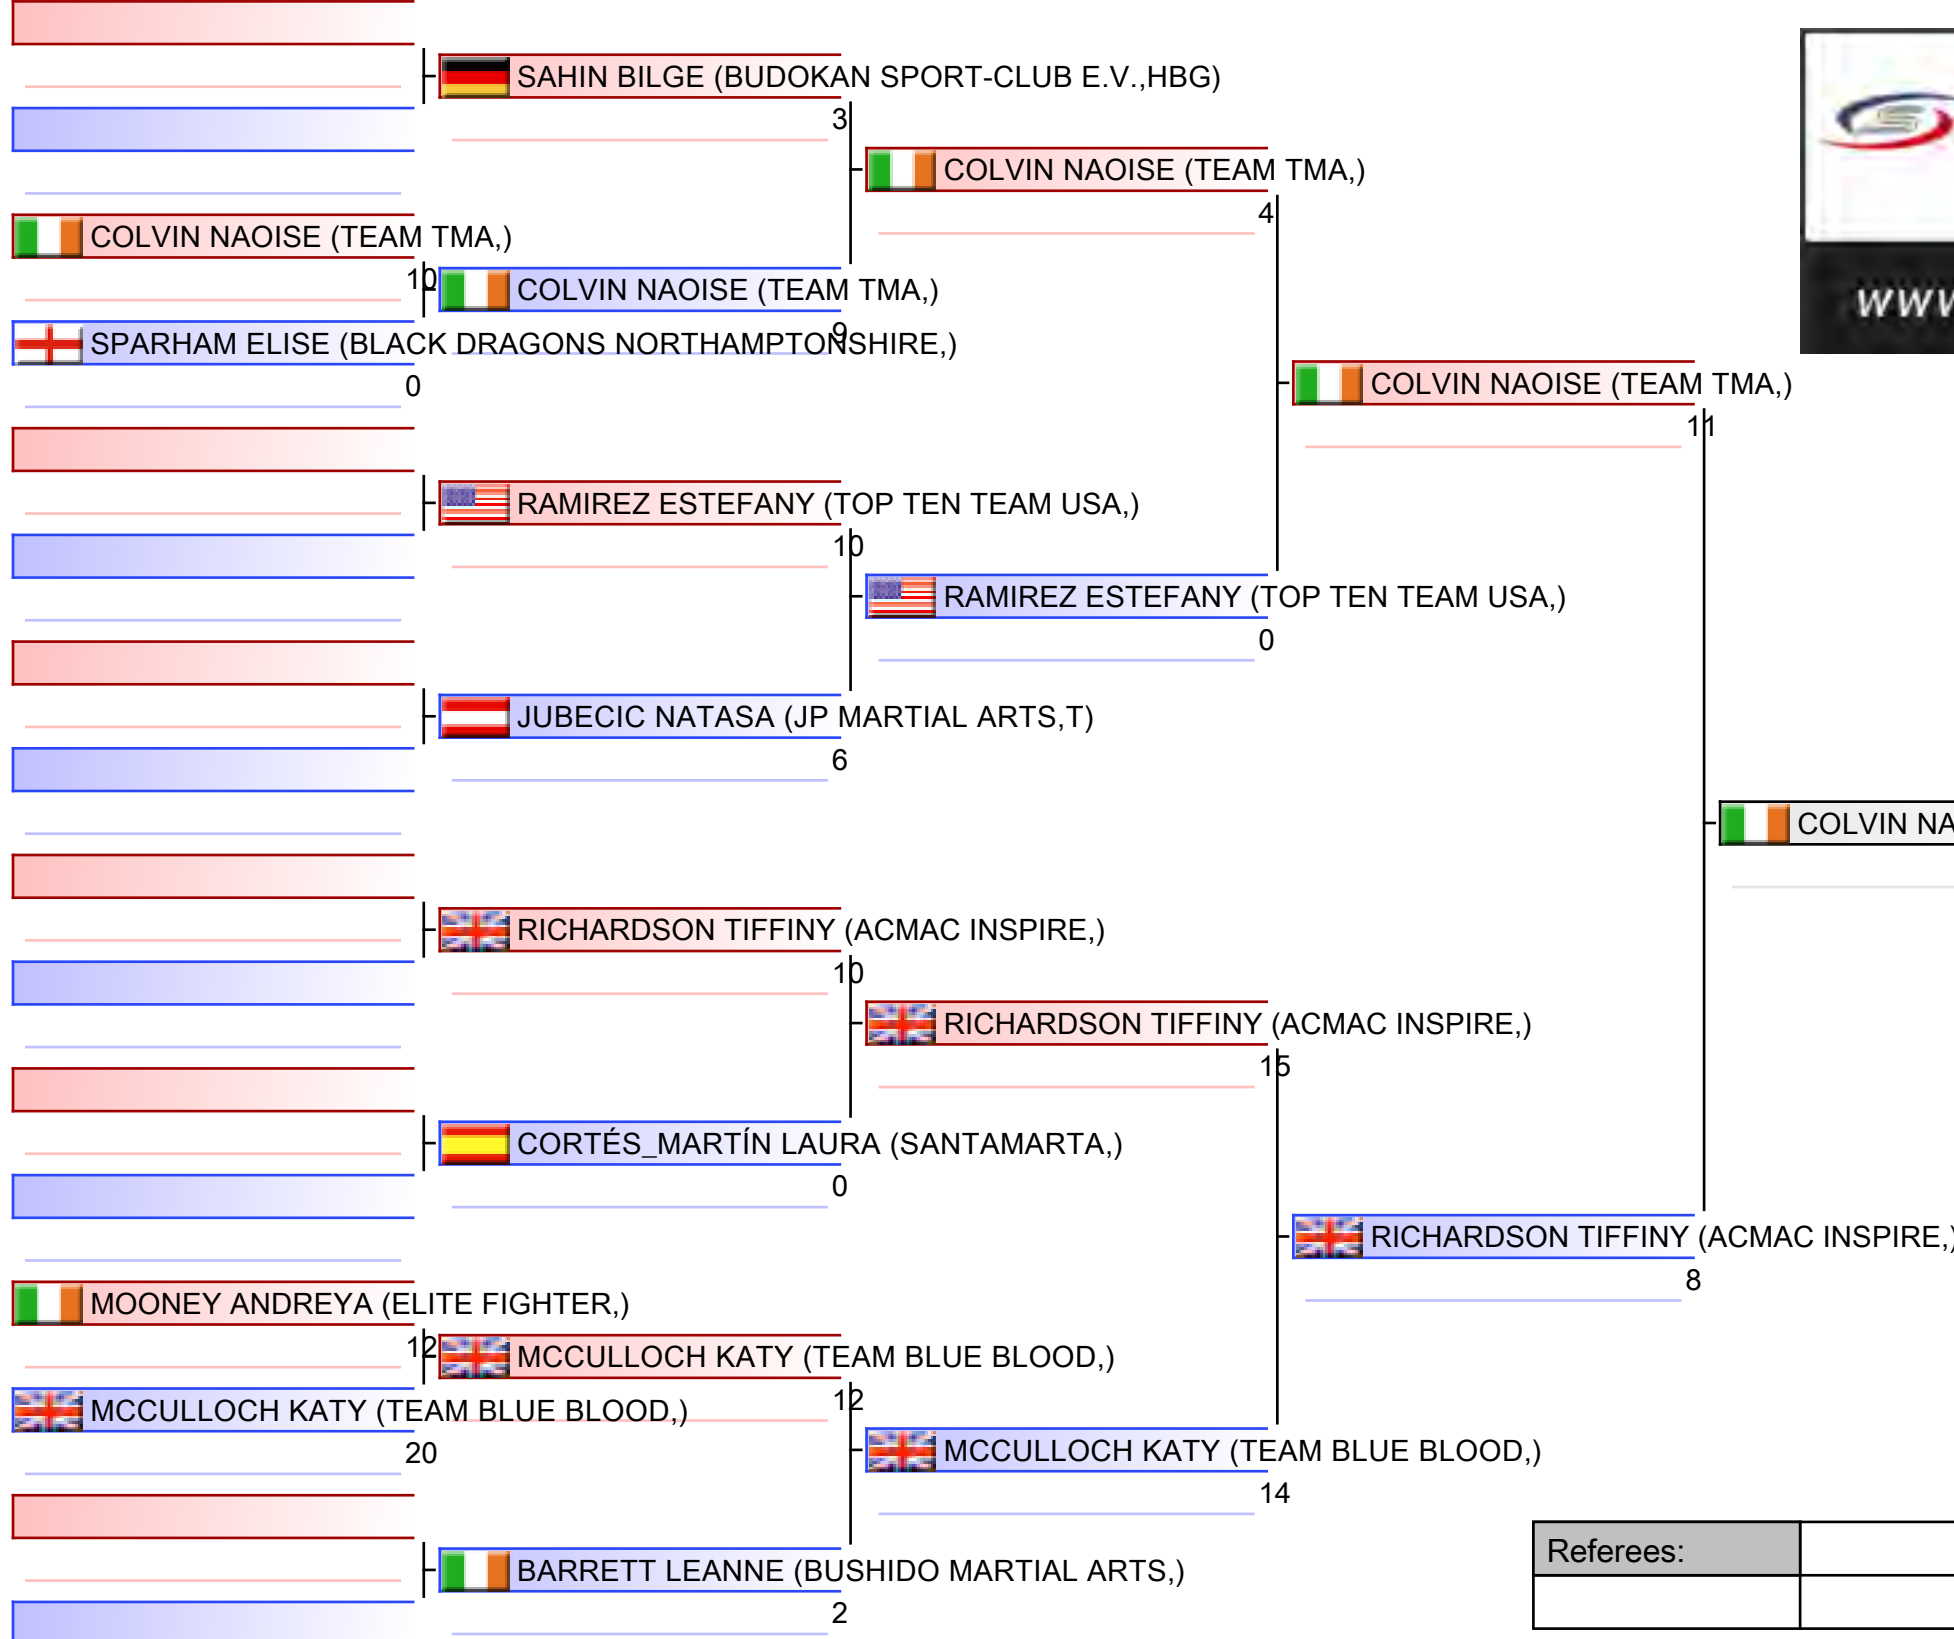 SAHIN BILGE (BUDOKAN SPORT-CLUB E.V.,HBG)
3
COLVIN NAOISE (TEAM TMA,)
4
COLVIN NAOISE (TEAM TMA,)
10
COLVIN NAOISE (TEAM TMA,)
9
SPARHAM ELISE (BLACK DRAGONS NORTHAMPTONSHIRE,)
0
www
COLVIN NAOISE (TEAM TMA,)
11
RAMIREZ ESTEFANY (TOP TEN TEAM USA,)
10
RAMIREZ ESTEFANY (TOP TEN TEAM USA,)
0
JUBECIC NATASA (JP MARTIAL ARTS,T)
6
COLVIN NA
RICHARDSON TIFFINY (ACMAC INSPIRE,)
10
RICHARDSON TIFFINY (ACMAC INSPIRE,)
15
CORTÉS_MARTÍN LAURA (SANTAMARTA,)
0
RICHARDSON TIFFINY (ACMAC INSPIRE,)
8
MOONEY ANDREYA (ELITE FIGHTER,)
12
MCCULLOCH KATY (TEAM BLUE BLOOD,)
12
MCCULLOCH KATY (TEAM BLUE BLOOD,)
20
MCCULLOCH KATY (TEAM BLUE BLOOD,)
14
BARRETT LEANNE (BUSHIDO MARTIAL ARTS,)
2
Referees: